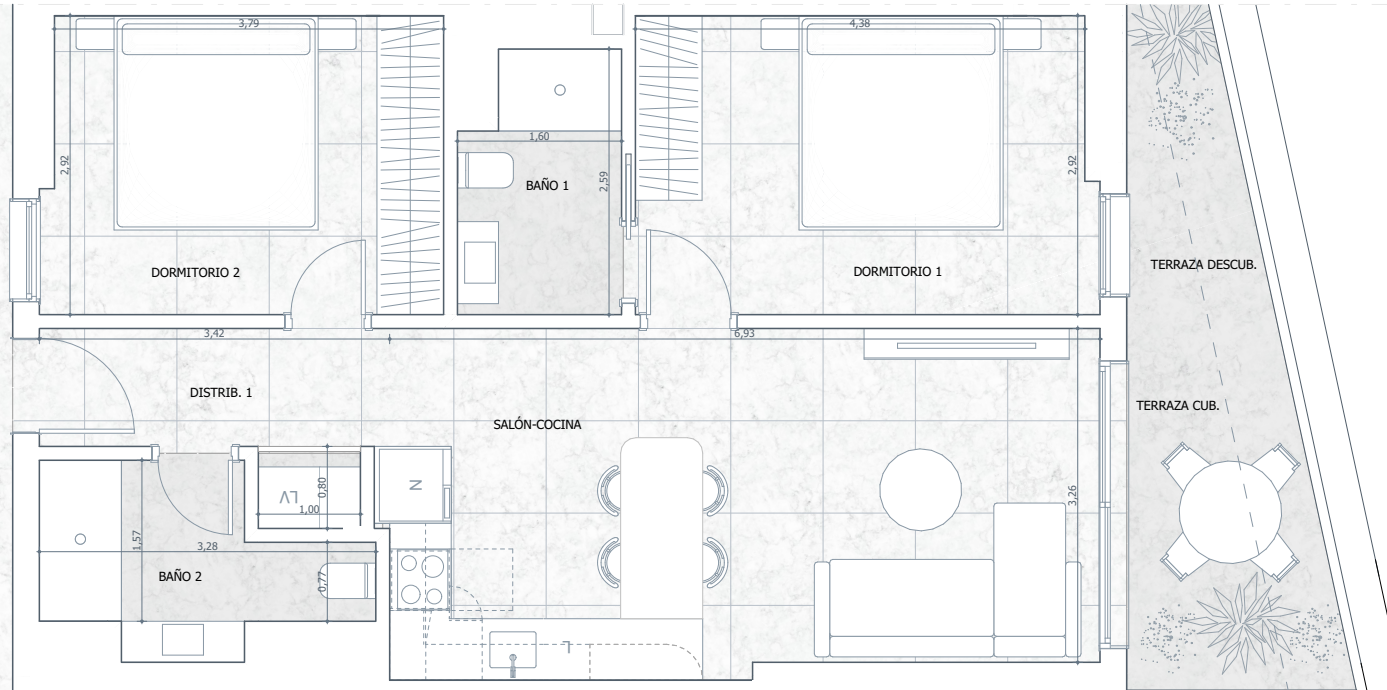 3,79
4,38
1,60
2,92
BAÑO 1
2,59
2,92
DORMITORIO 2
DORMITORIO 1
TERRAZA DESCUB.
3,42
6,93
DISTRIB. 1
TERRAZA CUB.
SALÓN-COCINA
N
LV
0,80
1,00
3,26
1,57
3,28
BAÑO 2
0,77
L